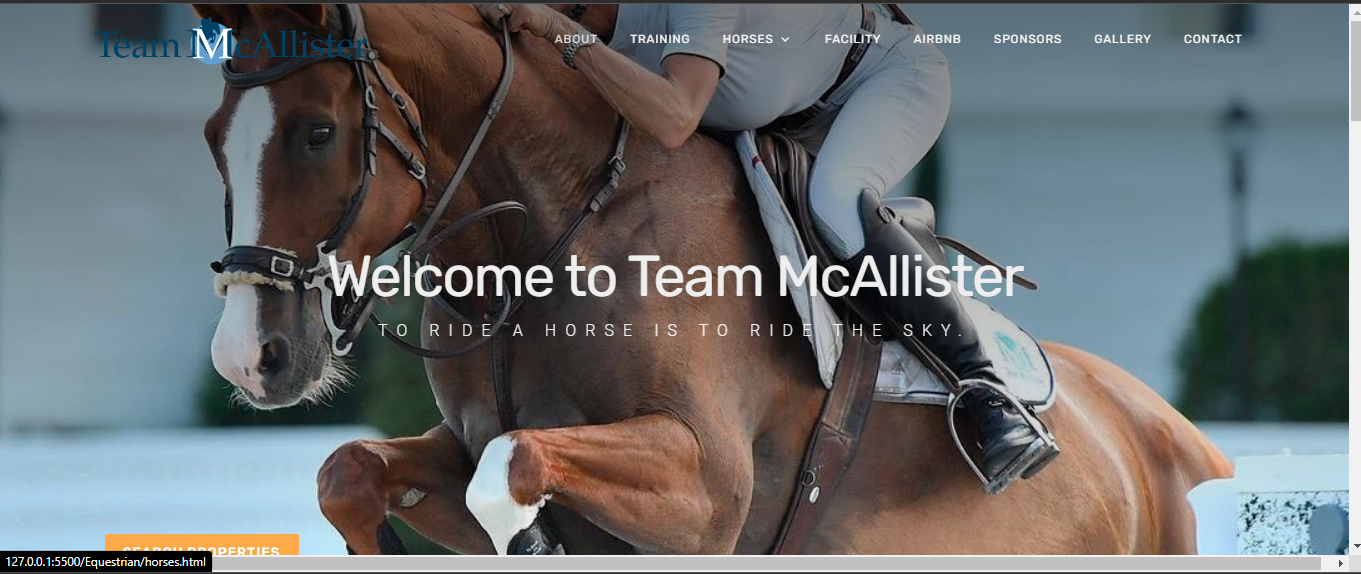 Team McAllister
ABOUT TRAINING HORSES FACILITY AIRBNB SPONSORS GALLERY CONTACT
Welcome to Team McAllister
TO RIDE A HORSE IS TO RIDE THE SKY.
SEARCH PROPERTIES
127.0.0.1:5500/Equestrian/horses.html